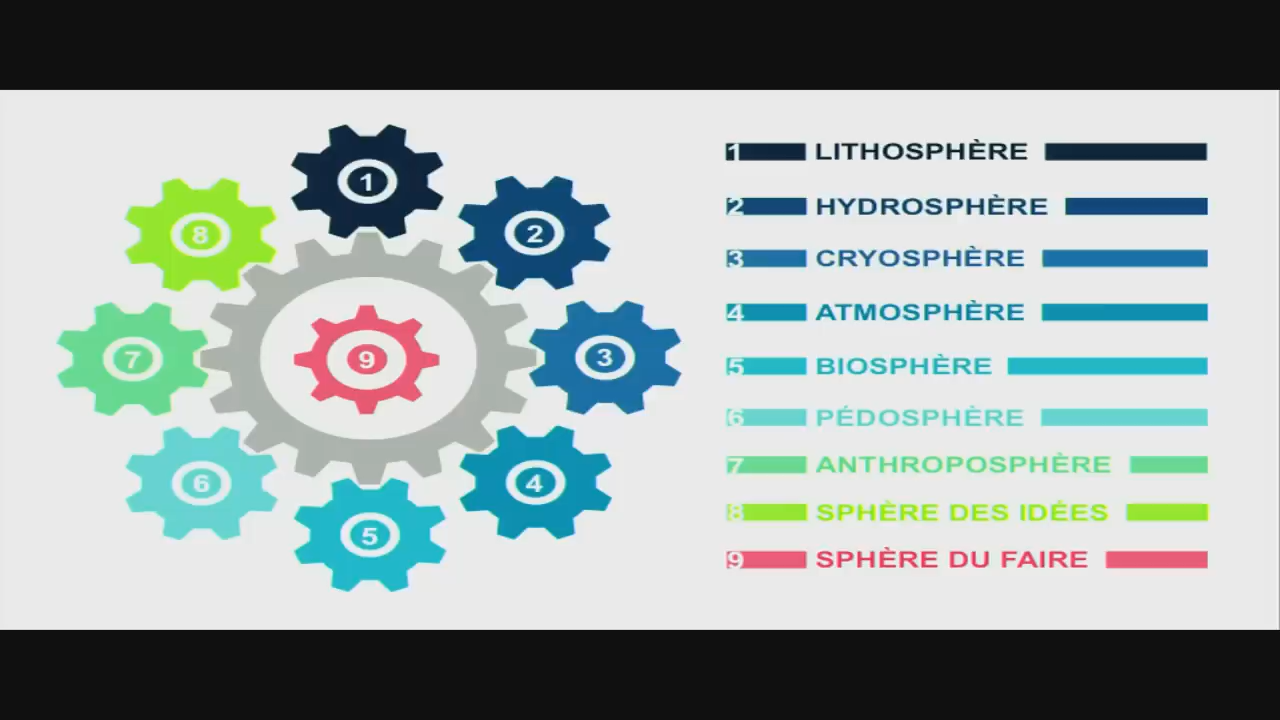 1
8
2
7
9
3
6
4
5
1 LITHOSPHÈRE
2 HYDROSPHÈRE
3 CRYOSPHÈRE
4 ATMOSPHÈRE
5 BIOSPHÈRE
6 PÉDOSPHÈRE
7 ANTHROPOSPHÈRE
8 SPHÈRE DES IDÉES
9 SPHÈRE DU FAIRE